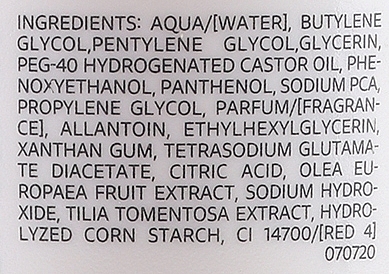 INGREDIENTS: AQUA/[WATER], BUTYLENE
GLYCOL,PENTYLENE GLYCOL,GLYCERIN,
PEG-40 HYDROGENATED CASTOR OIL, PHE-
NOXYETHANOL, PANTHENOL, SODIUM PCA,
PROPYLENE GLYCOL, PARFUM/[FRAGRAN-
CE], ALLANTOIN, ETHYLHEXYLGLYCERIN,
XANTHAN GUM, TETRASODIUM GLUTAMA-
TE DIACETATE, CITRIC ACID, OLEA EU-
ROPAEA FRUIT EXTRACT, SODIUM HYDRO-
XIDE, TILIA TOMENTOSA EXTRACT, HYDRO-
LYZED CORN STARCH, CI 14700/[RED 4]
070720